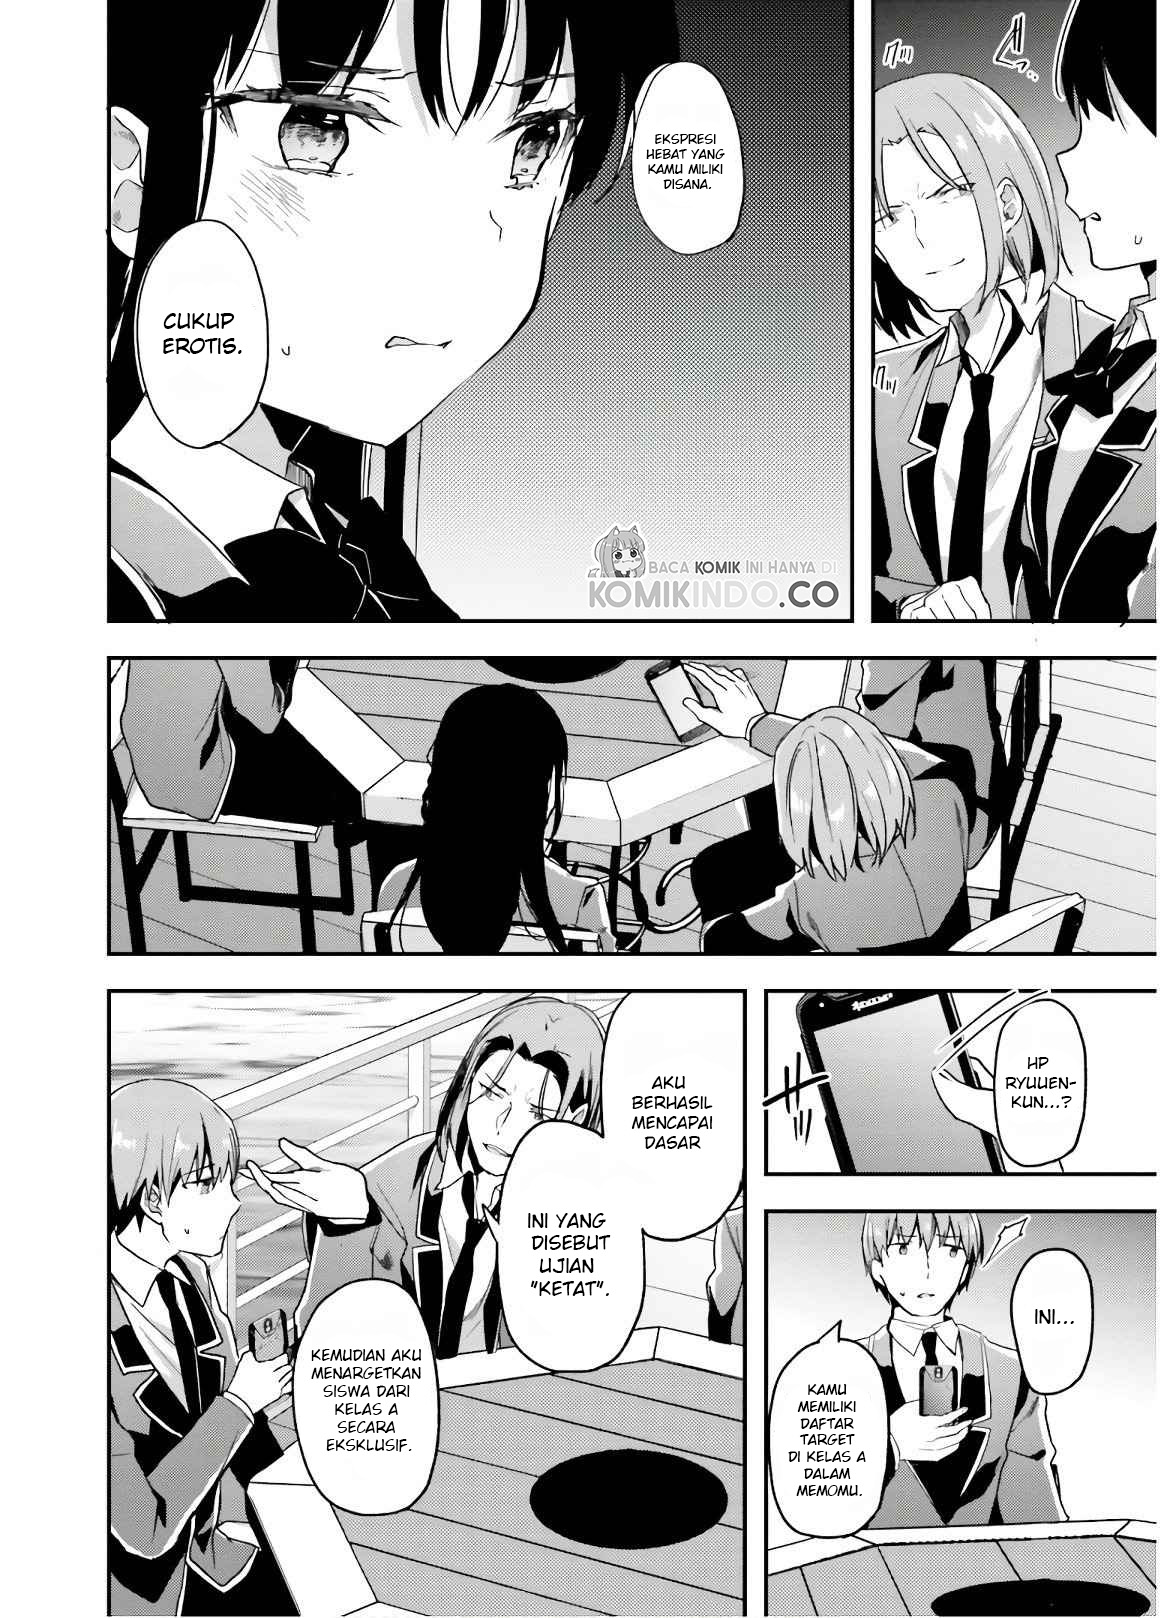 EKSPRESI
HEBAT YANG
KAMU MILIKI
DISANA.
CUKUP
EROTIS.
BACA KOMIK INI HANYA DI
KOMIKINDO.CO
HP
RYUUEN-
KUN...?
INI...
KAMU
MEMILIKI
DAFTAR
TARGET
DI KELAS A
DALAM
MEMOMU.
AKU
BERHASIL
MENCAPAI
DASAR
INI YANG
DISEBUT
UJIAN
"KETAT".
KEMUDIAN AKU
MENARGETKAN
SISWA DARI
KELAS A
SECARA
EKSKLUSIF.